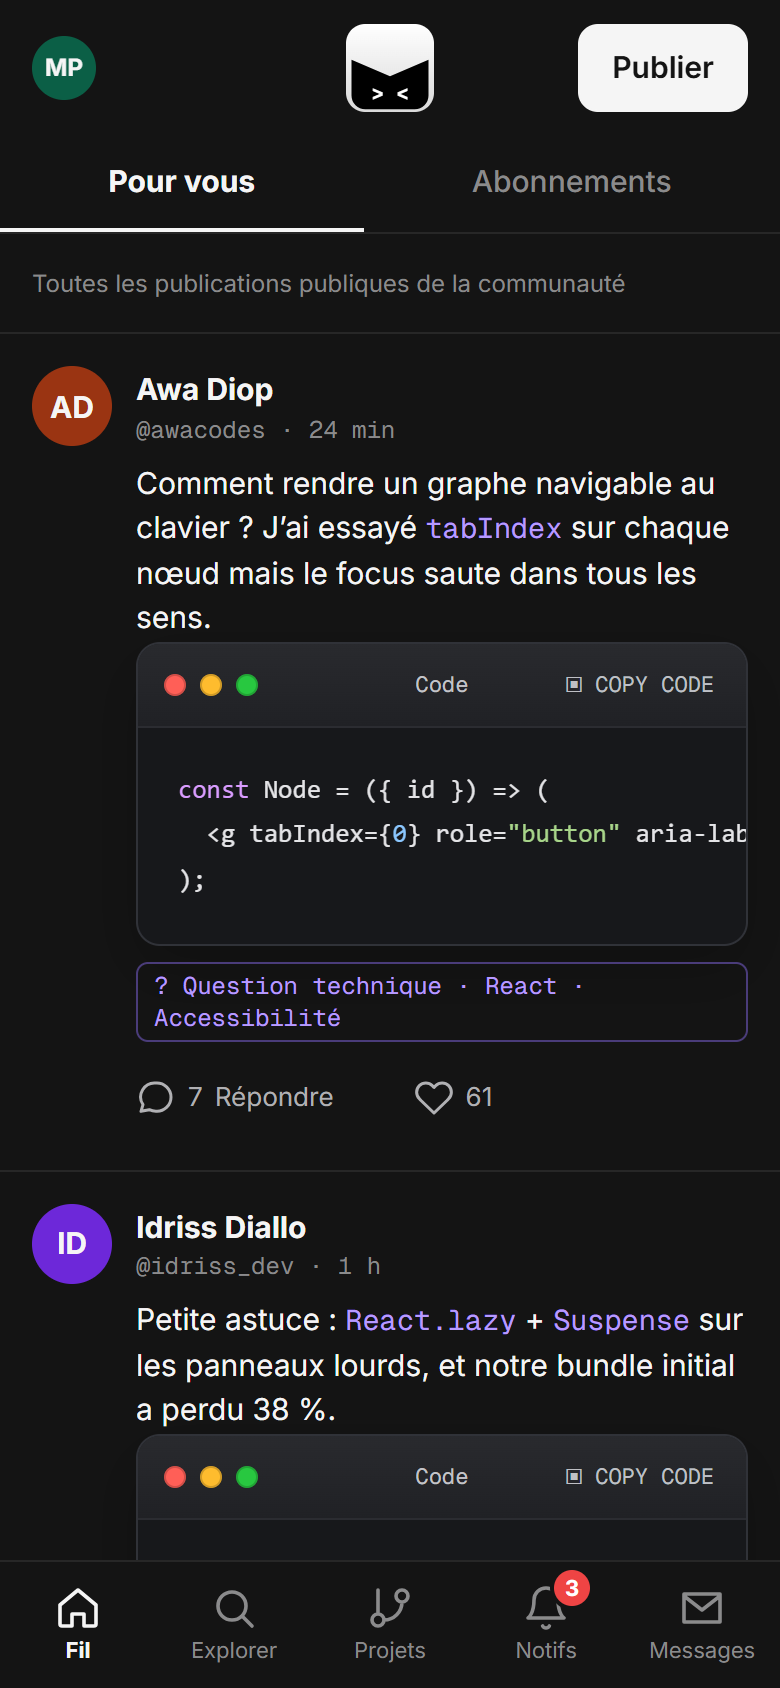 MP
> <
Publier
Pour vous
Abonnements
Toutes les publications publiques de la communauté
AD
Awa Diop
@awacodes · 24 min
Comment rendre un graphe navigable au
clavier ? J’ai essayé tabIndex sur chaque
nœud mais le focus saute dans tous les
sens.
Code
▣ COPY CODE
const Node = ({ id }) => (
<g tabIndex={0} role="button" aria-lab
);
? Question technique · React ·
Accessibilité
7 Répondre
61
ID
Idriss Diallo
@idriss_dev · 1 h
Petite astuce : React.lazy + Suspense sur
les panneaux lourds, et notre bundle initial
a perdu 38 %.
Code
▣ COPY CODE
3
Fil
Explorer
Projets
Notifs
Messages